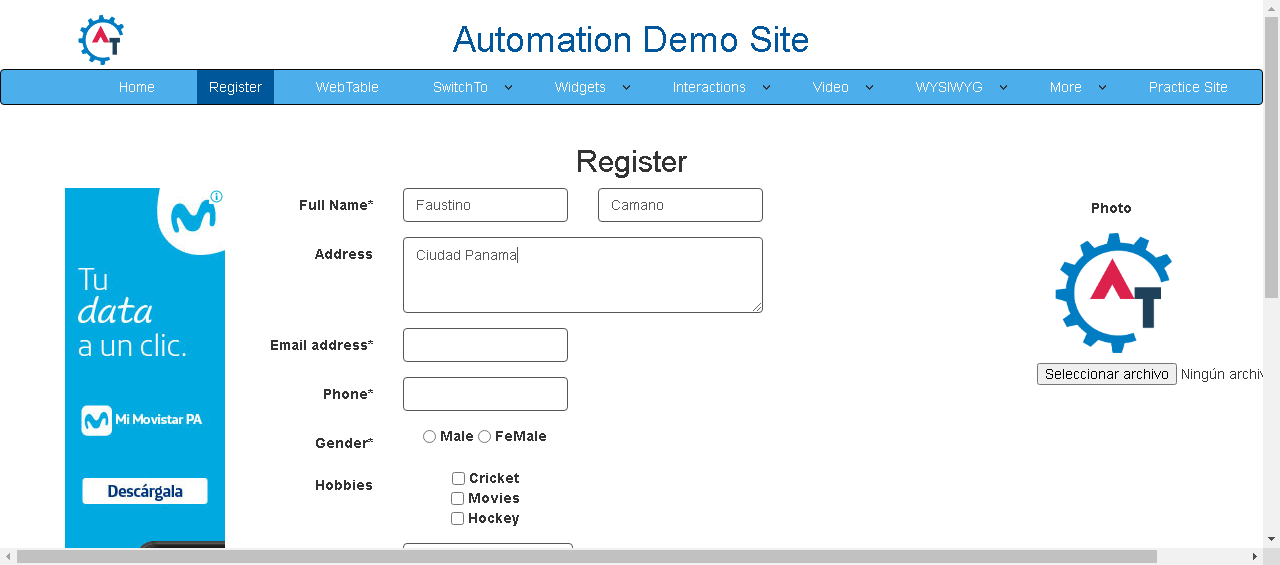 Automation Demo Site
Home Register WebTable SwitchTo Widgets Interactions Video WYSIWYG More Practice Site
Register
Full Name* Faustino Camano
Address Ciudad Panama
Email address*
Phone*
Gender* Male FeMale
Hobbies Cricket
Movies
Hockey
Photo
Seleccionar archivo Ningún archiv
Tu
data
a un clic.
Mi Movistar PA
Descárgala